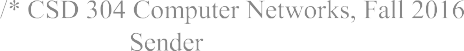 /* CSD 304 Computer Networks, Fall 2016
Sender